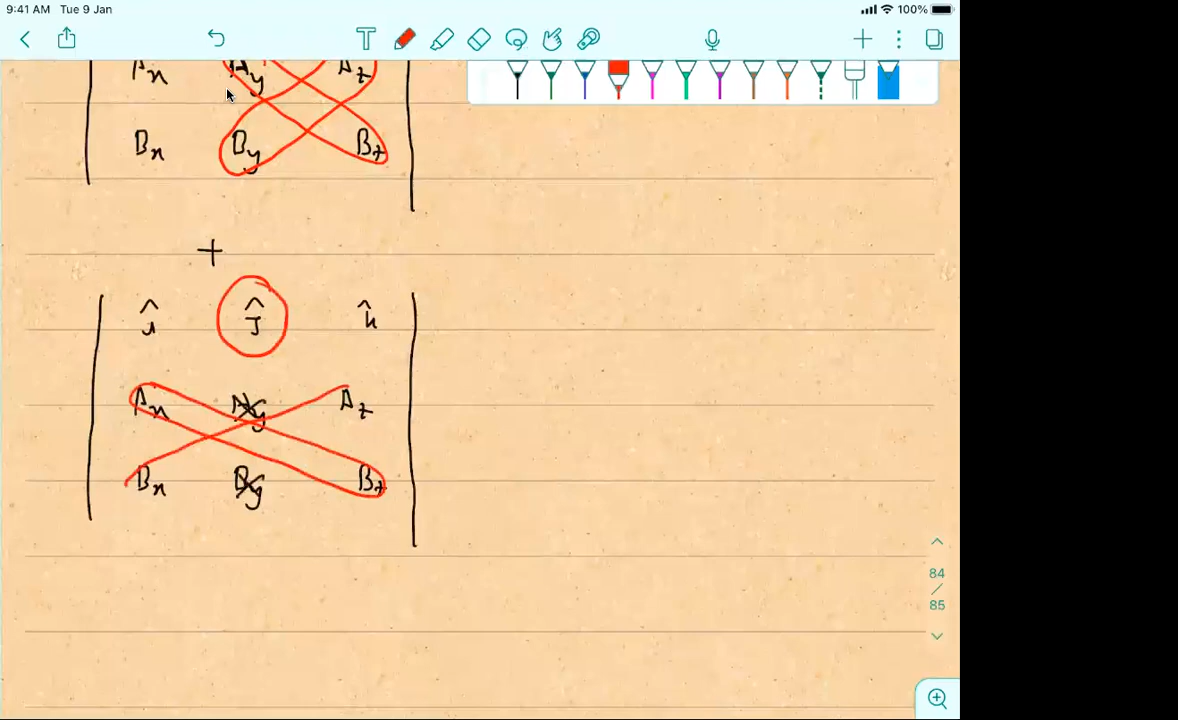 9:41 AM Tue 9 Jan 100%
T
Ax Ay Az
Bx By Bz
+
î ĵ k̂
Ax Ay Az
Bx By Bz
84
/
85